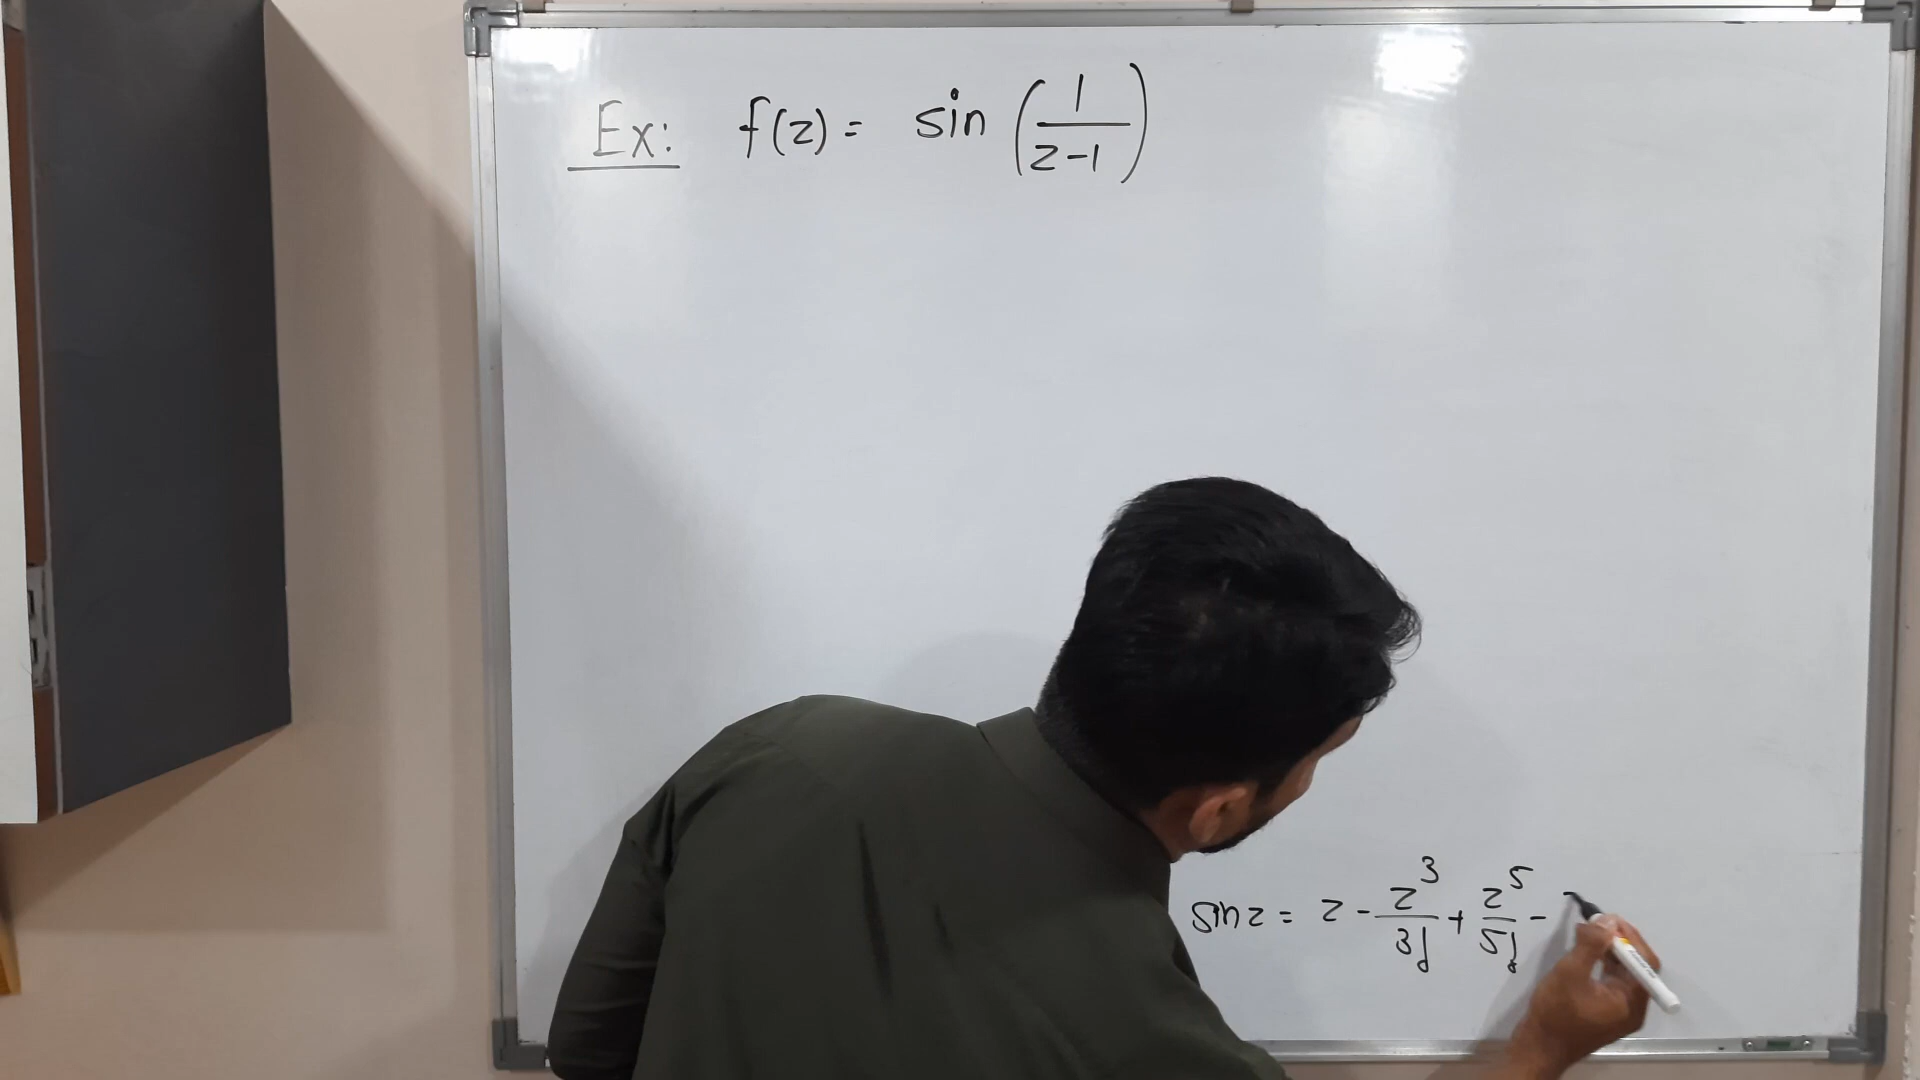 Ex: f(z) = sin (1/(z-1))
sin z = z - z^3/3! + z^5/5! -